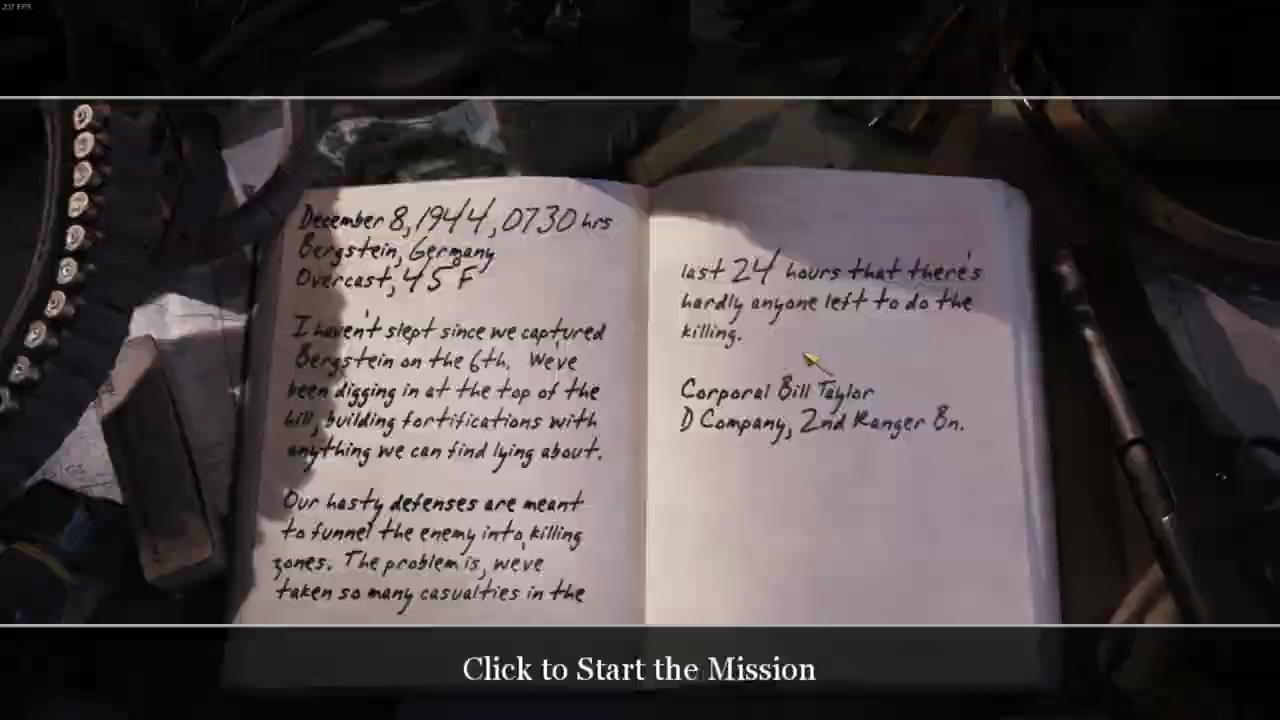 237 FPS
December 8, 1944, 0730 hrs
Bergstein, Germany
Overcast, 45 F
I haven't slept since we captured
Bergstein on the 6th. We've
been digging in at the top of the
hill, building fortifications with
anything we can find lying about.
Our hasty defenses are meant
to funnel the enemy into killing
zones. The problem is, we've
taken so many casualties in the
last 24 hours that there's
hardly anyone left to do the
killing.
Corporal Bill Taylor
D Company, 2nd Ranger Bn.
Click to Start the Mission